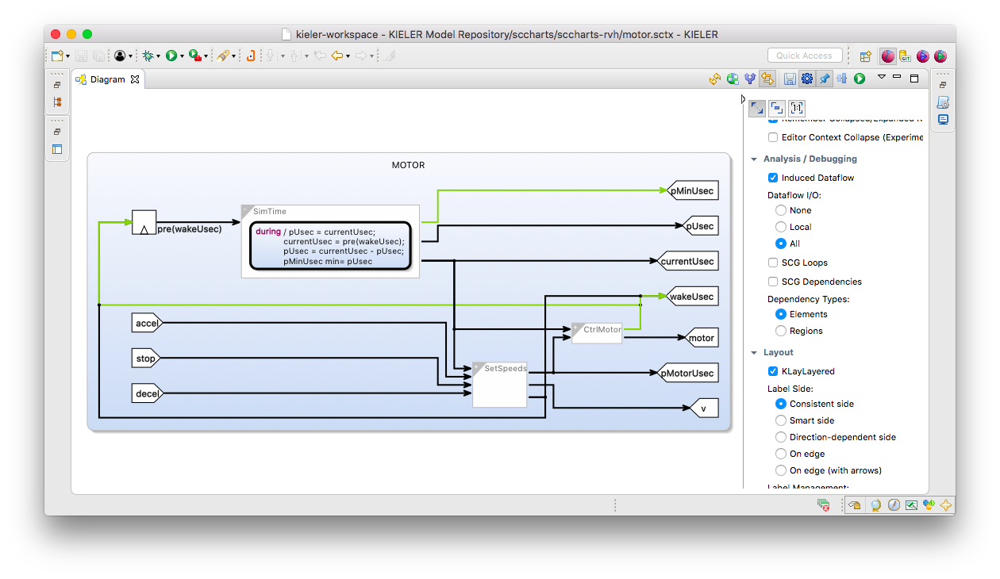 kieler-workspace - KIELER Model Repository/sccharts/sccharts-rvh/motor.sctx - KIELER
Quick Access
GIT
Diagram
Editor Context Collapse (Experime
Analysis / Debugging
Induced Dataflow
Dataflow I/O:
None
Local
All
SCG Loops
SCG Dependencies
Dependency Types:
Elements
Regions
Layout
KLayLayered
Label Side:
Consistent side
Smart side
Direction-dependent side
On edge
On edge (with arrows)
Label Management:
MOTOR
pMinUsec
SimTime
pre(wakeUsec)
during / pUsec = currentUsec;
currentUsec = pre(wakeUsec);
pUsec = currentUsec - pUsec;
pMinUsec min= pUsec
pUsec
currentUsec
wakeUsec
accel
CtrlMotor
motor
stop
SetSpeeds
pMotorUsec
decel
v